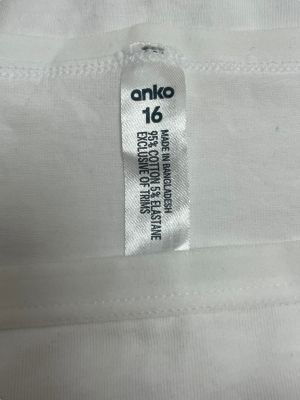 anko
16
MADE IN BANGLADESH
95% COTTON 5% ELASTANE
EXCLUSIVE OF TRIMS